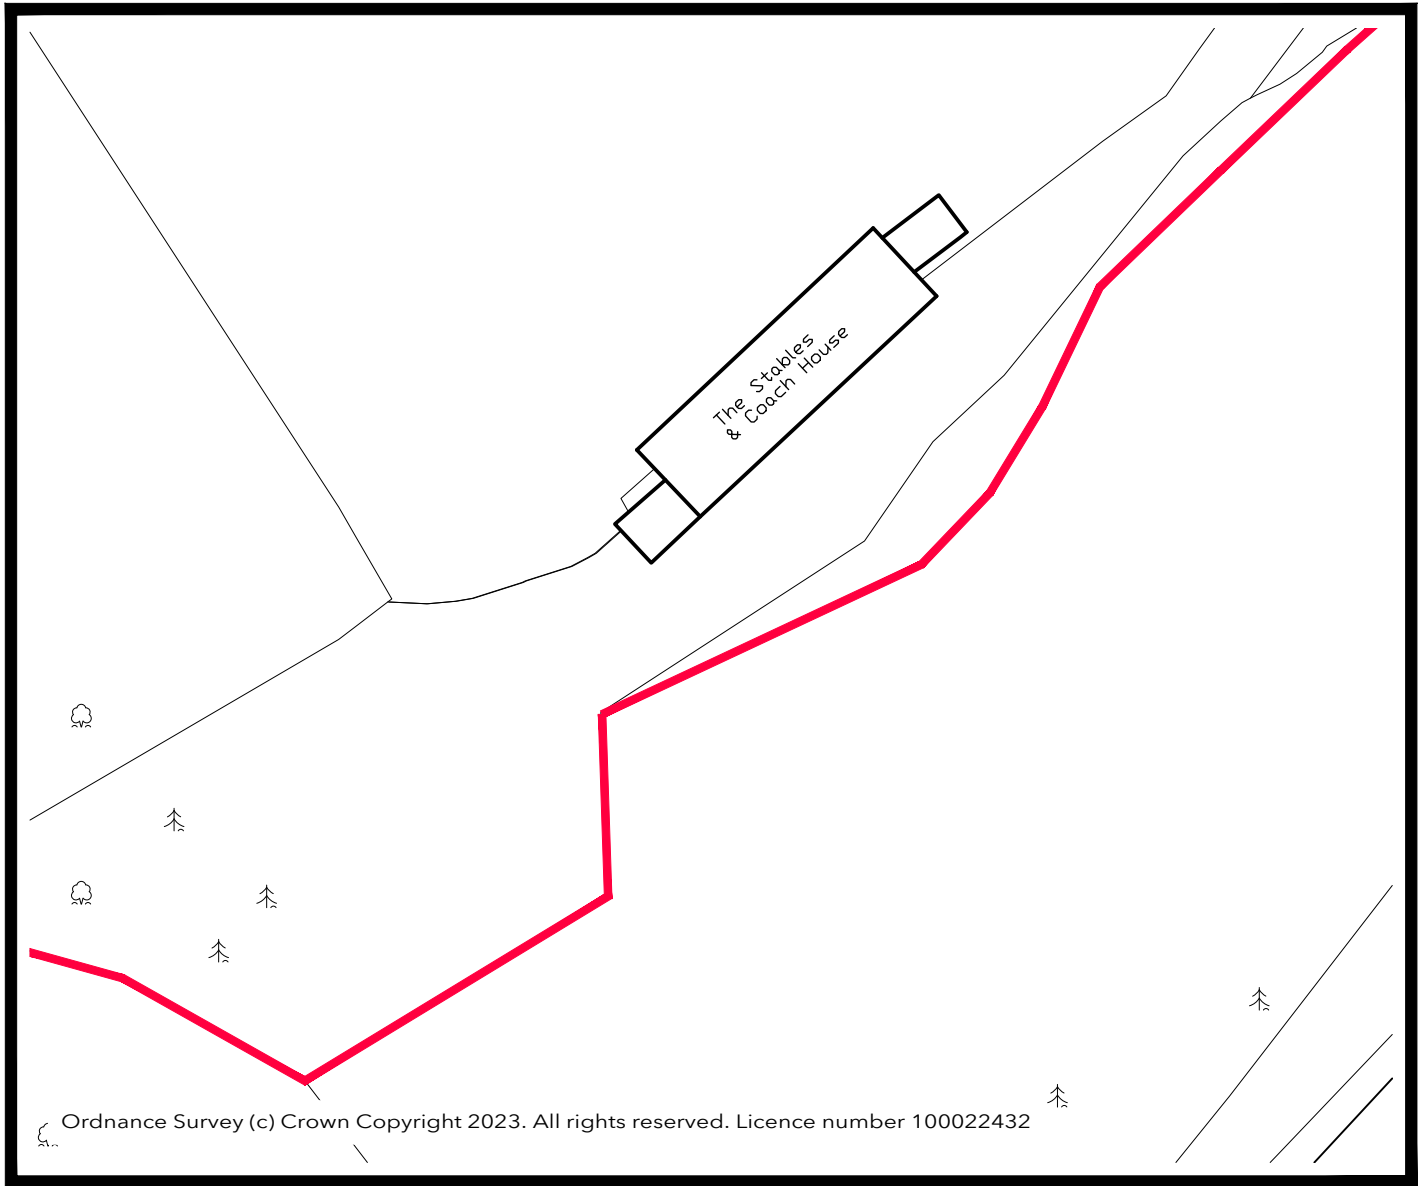 The Stables
& Coach House
Ordnance Survey (c) Crown Copyright 2023. All rights reserved. Licence number 100022432